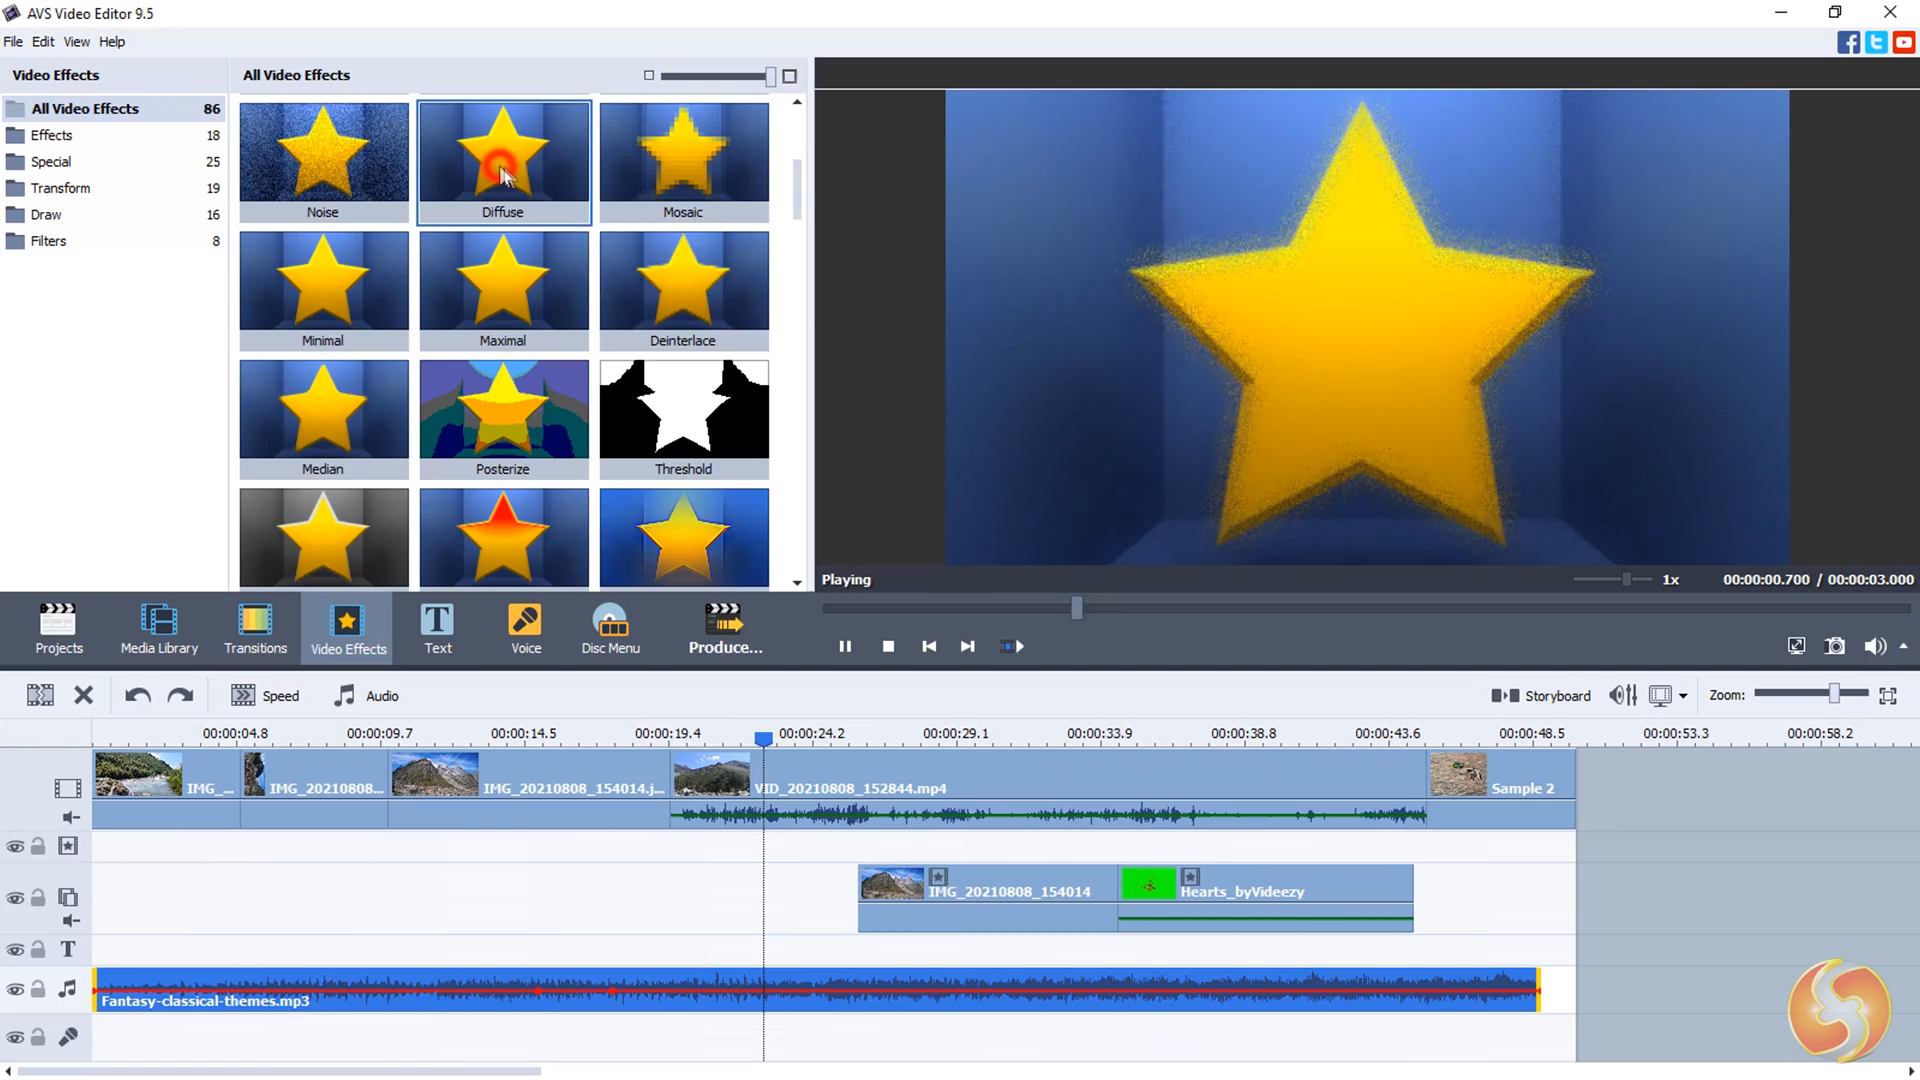 AVS Video Editor 9.5
File Edit View Help
Video Effects
All Video Effects 86
Effects 18
Special 25
Transform 19
Draw 16
Filters 8
All Video Effects
Noise Diffuse Mosaic
Minimal Maximal Deinterlace
Median Posterize Threshold
Playing 1x 00:00:00.700 / 00:00:03.000
Projects Media Library Transitions Video Effects Text Voice Disc Menu Produce...
Speed Audio Storyboard Zoom:
00:00:04.8 00:00:09.7 00:00:14.5 00:00:19.4 00:00:24.2 00:00:29.1 00:00:33.9 00:00:38.8 00:00:43.6 00:00:48.5 00:00:53.3 00:00:58.2
IMG_... IMG_20210808... IMG_20210808_154014.j... VID_20210808_152844.mp4 Sample 2
IMG_20210808_154014 Hearts_byVideezy
T
Fantasy-classical-themes.mp3